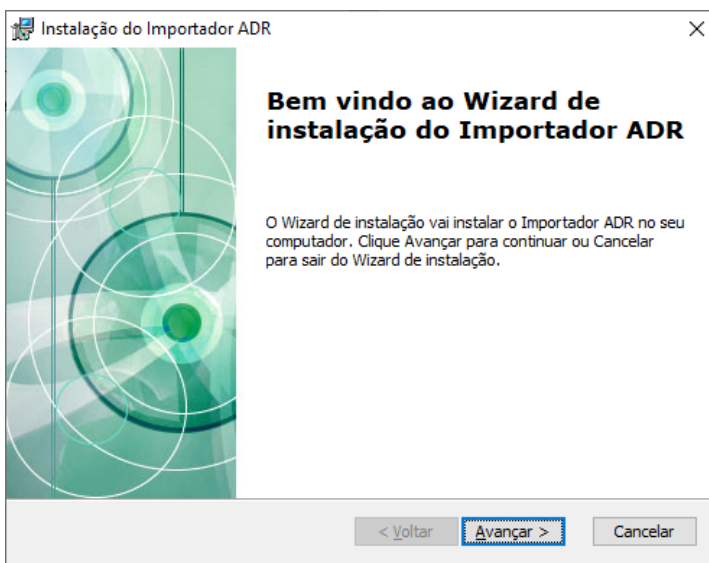 Instalação do Importador ADR
Bem vindo ao Wizard de
instalação do Importador ADR
O Wizard de instalação vai instalar o Importador ADR no seu
computador. Clique Avançar para continuar ou Cancelar
para sair do Wizard de instalação.
< Voltar Avançar > Cancelar